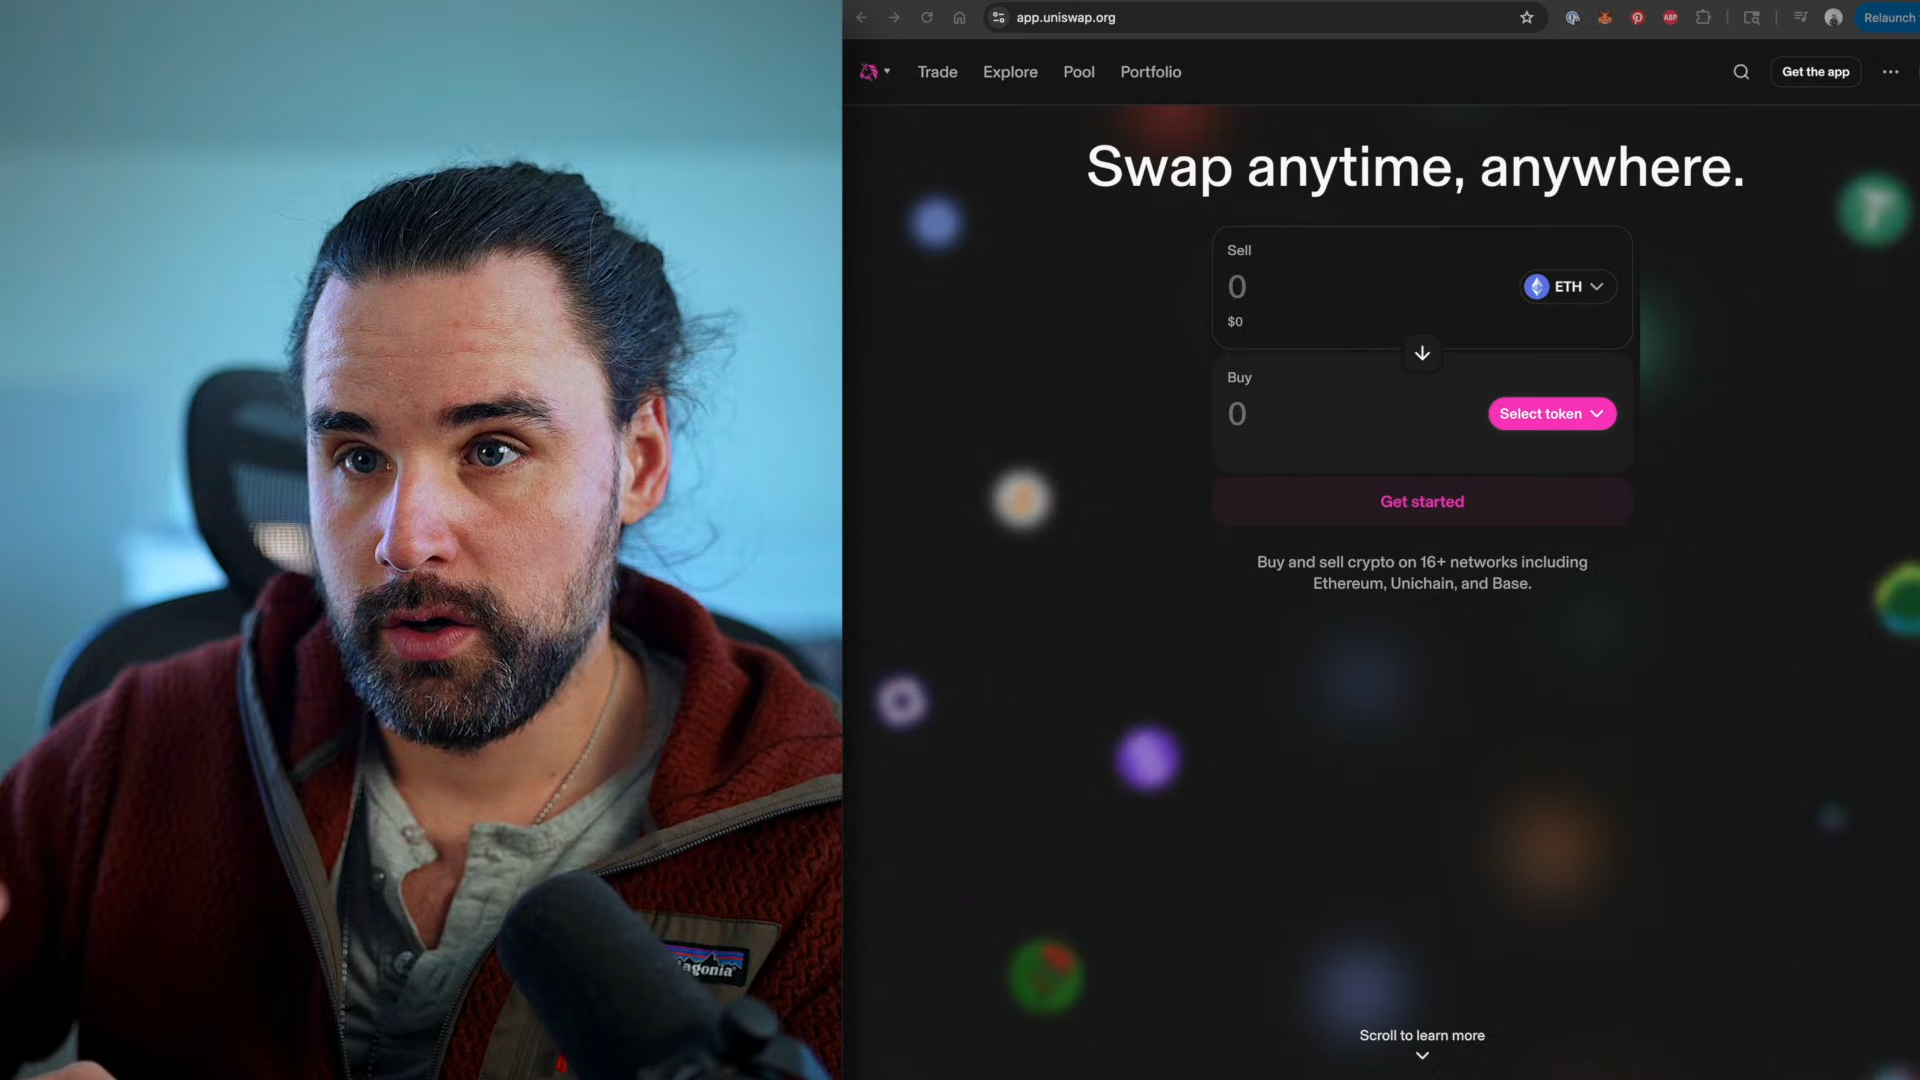 app.uniswap.org
ABP
Relaunch
Trade
Explore
Pool
Portfolio
Get the app
Swap anytime, anywhere.
Sell
0
ETH
$0
Buy
0
Select token
Get started
Buy and sell crypto on 16+ networks including
Ethereum, Unichain, and Base.
Scroll to learn more
agonia